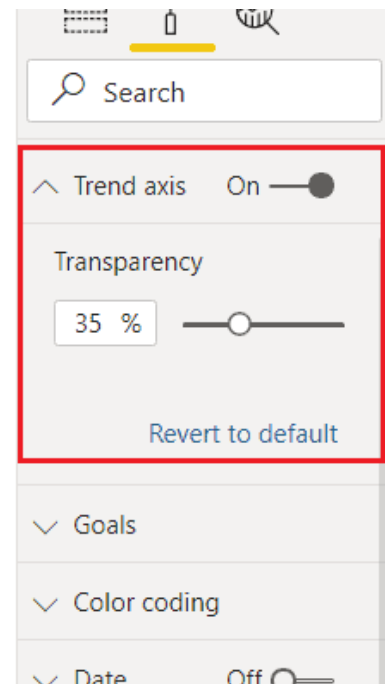 Search
Trend axis On
Transparency
35 %
Revert to default
Goals
Color coding
Date Off